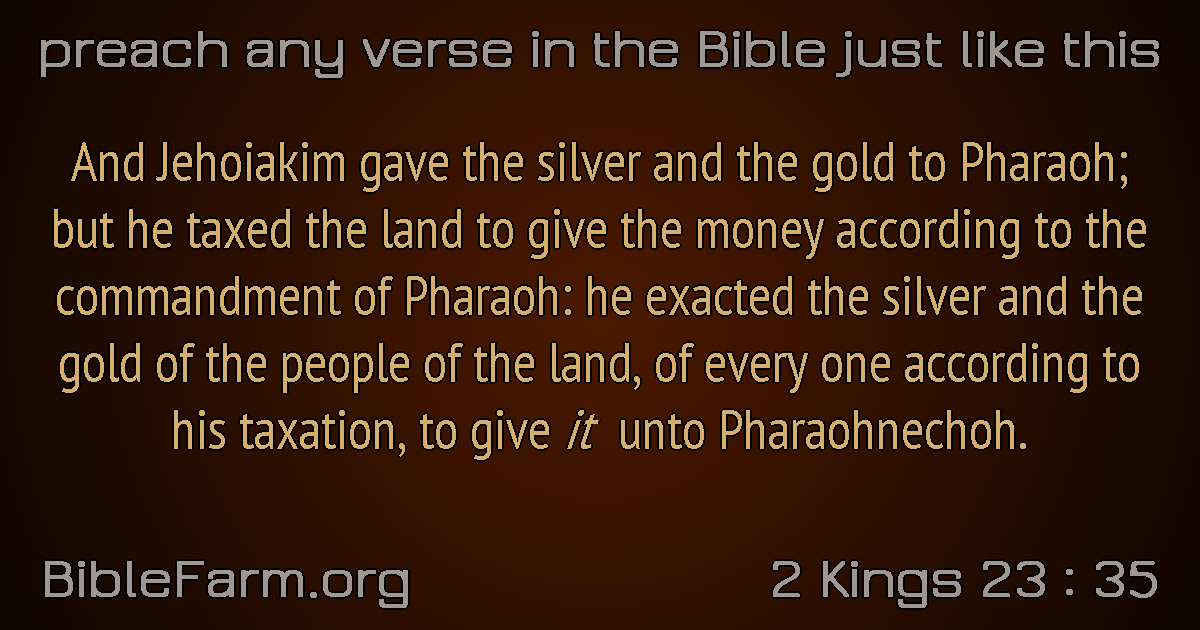 preach any verse in the Bible just like this
And Jehoiakim gave the silver and the gold to Pharaoh;
but he taxed the land to give the money according to the
commandment of Pharaoh: he exacted the silver and the
gold of the people of the land, of every one according to
his taxation, to give it unto Pharaohnechoh.
BibleFarm.org
2 Kings 23 : 35